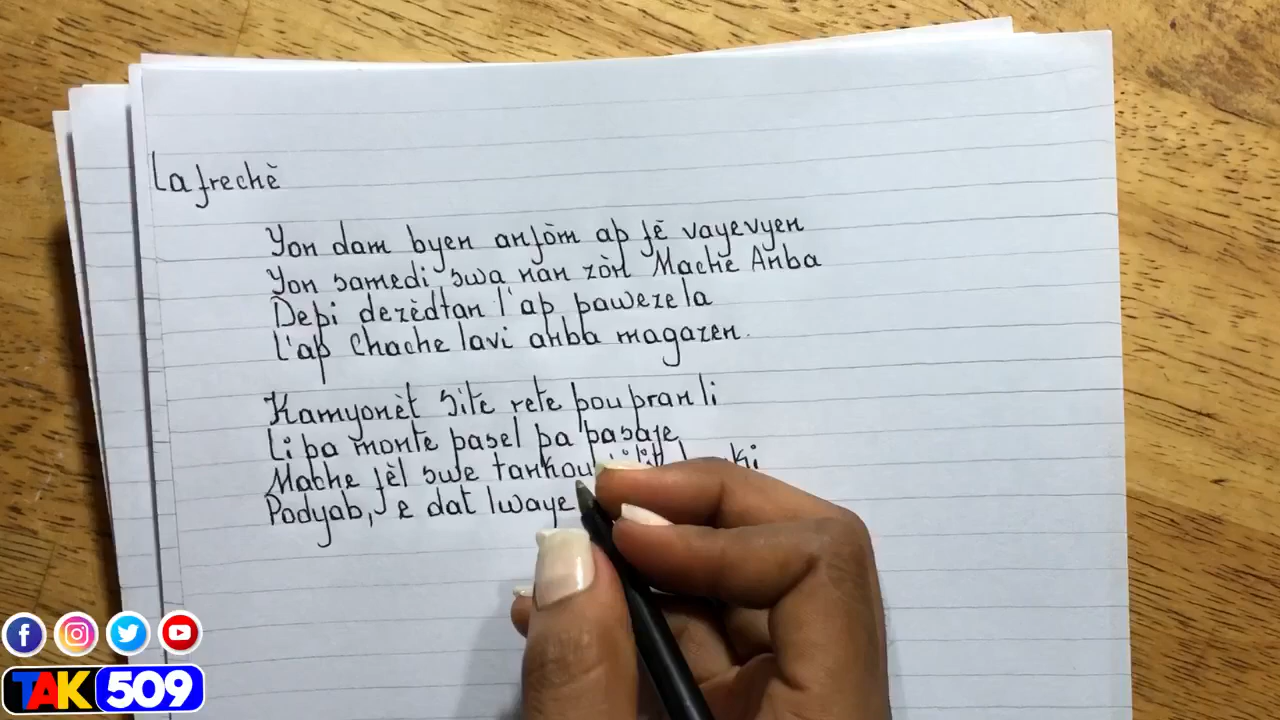 Lafrechè
Yon dam byen anfòm ap fè vayevyen
Yon samedi swa nan zòn Mache Anba
Depi dezèdtan l'ap paweze la
L'ap Chache lavi anba magazen.
Kamyonèt Site rete pou pran li
Li pa monte pasel pa pasaje
Mache fèl swe tankou
Podyab, e dat lwaye
TAK 509